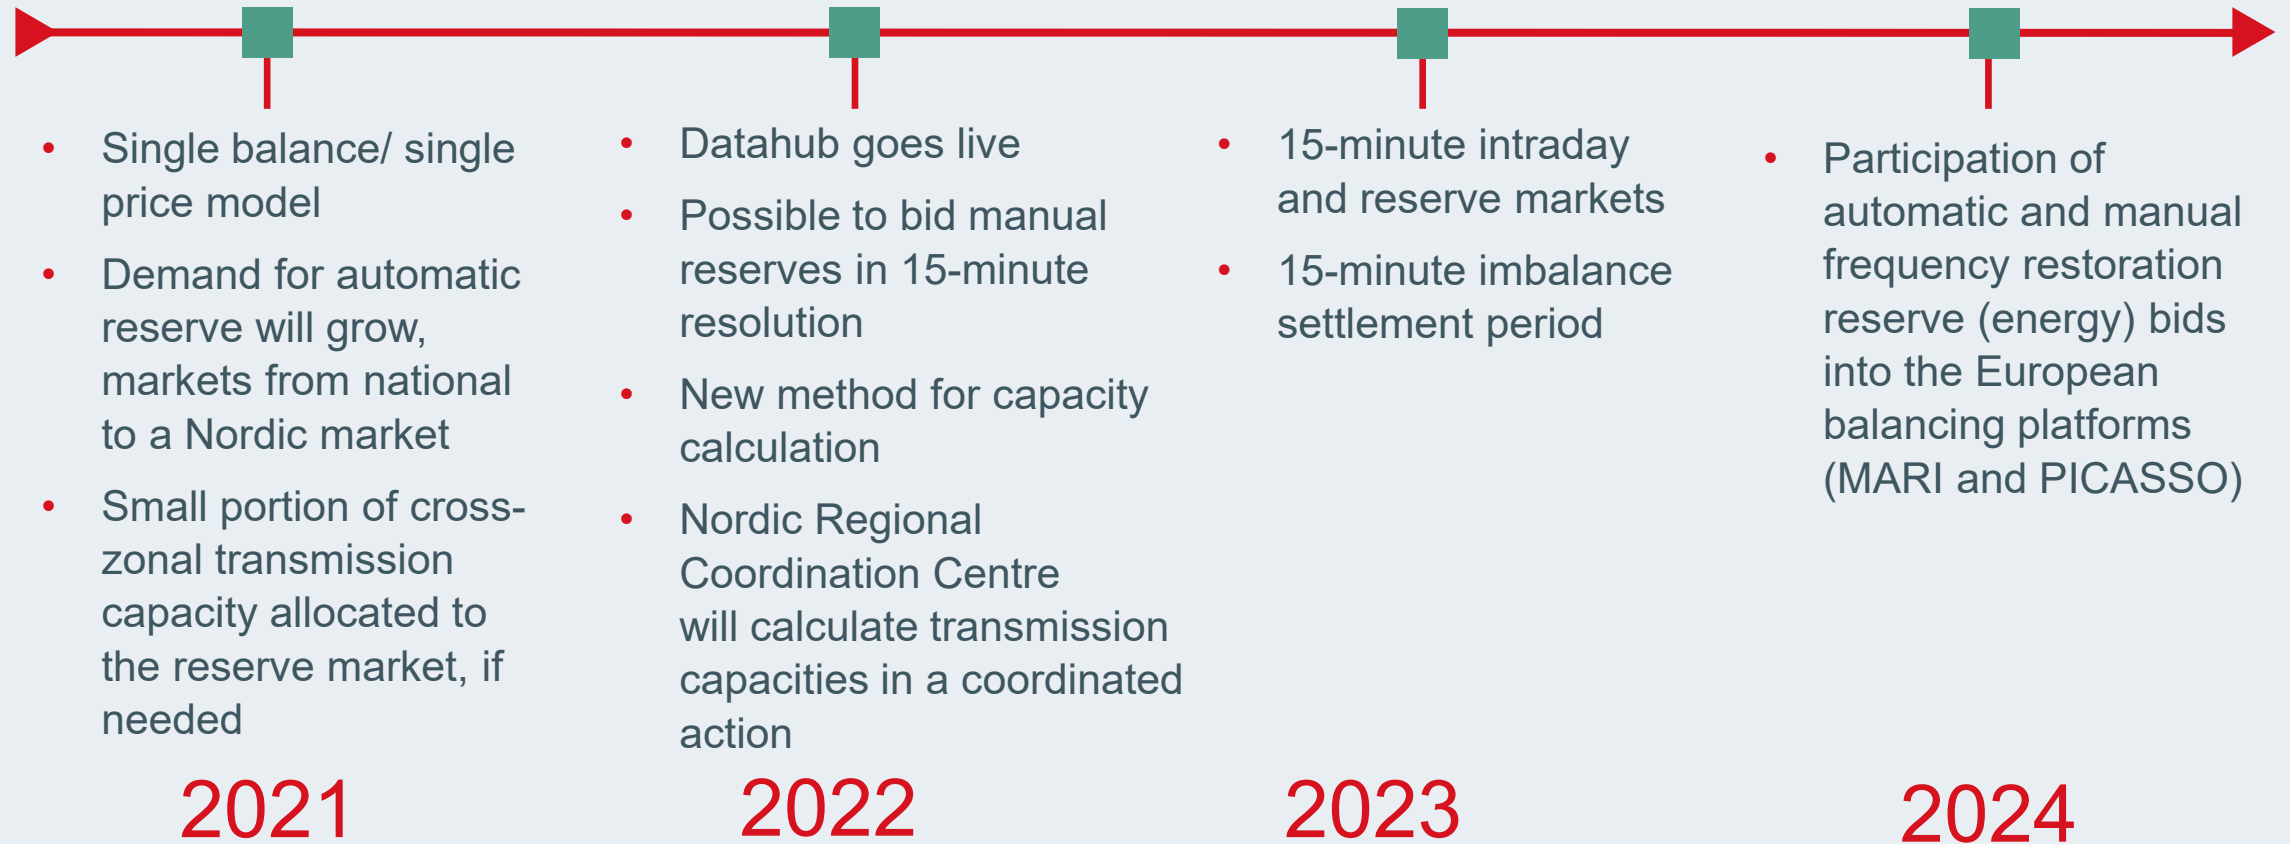 • Single balance/ single
price model
• Demand for automatic
reserve will grow,
markets from national
to a Nordic market
• Small portion of cross-
zonal transmission
capacity allocated to
the reserve market, if
needed
2021
• Datahub goes live
• Possible to bid manual
reserves in 15-minute
resolution
• New method for capacity
calculation
• Nordic Regional
Coordination Centre
will calculate transmission
capacities in a coordinated
action
2022
• 15-minute intraday
and reserve markets
• 15-minute imbalance
settlement period
2023
• Participation of
automatic and manual
frequency restoration
reserve (energy) bids
into the European
balancing platforms
(MARI and PICASSO)
2024